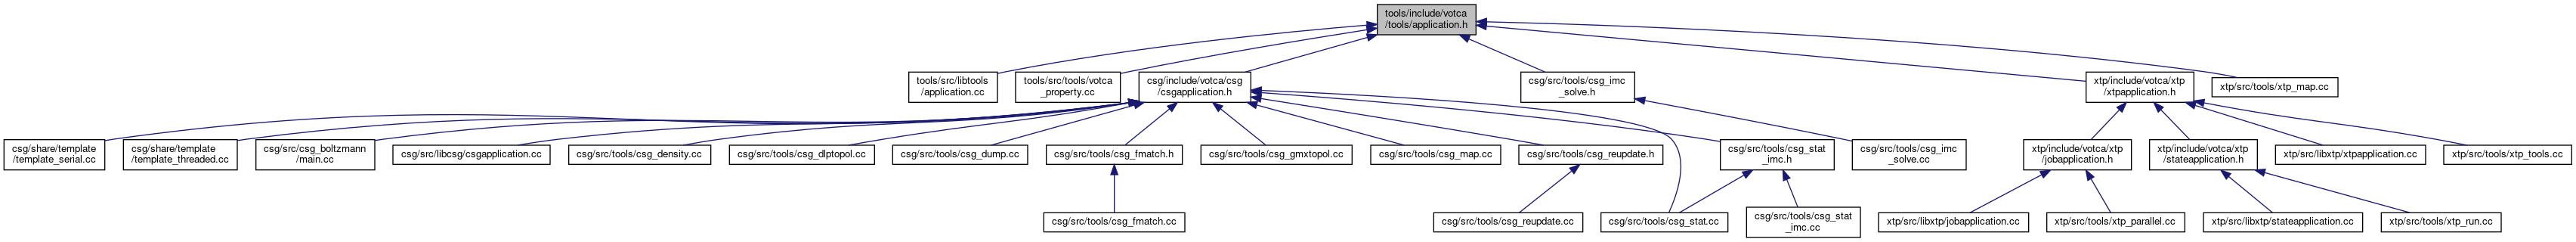 tools/include/votca
/tools/application.h
tools/src/libtools
/application.cc
tools/src/tools/votca
_property.cc
csg/include/votca/csg
/csgapplication.h
csg/src/tools/csg_imc
_solve.h
xtp/include/votca/xtp
/xtpapplication.h
xtp/src/tools/xtp_map.cc
csg/share/template
/template_serial.cc
csg/share/template
/template_threaded.cc
csg/src/csg_boltzmann
/main.cc
csg/src/libcsg/csgapplication.cc
csg/src/tools/csg_density.cc
csg/src/tools/csg_dlptopol.cc
csg/src/tools/csg_dump.cc
csg/src/tools/csg_fmatch.h
csg/src/tools/csg_gmxtopol.cc
csg/src/tools/csg_map.cc
csg/src/tools/csg_reupdate.h
csg/src/tools/csg_stat
_imc.h
csg/src/tools/csg_imc
_solve.cc
xtp/include/votca/xtp
/jobapplication.h
xtp/include/votca/xtp
/stateapplication.h
xtp/src/libxtp/xtpapplication.cc
xtp/src/tools/xtp_tools.cc
csg/src/tools/csg_fmatch.cc
csg/src/tools/csg_reupdate.cc
csg/src/tools/csg_stat.cc
csg/src/tools/csg_stat
_imc.cc
xtp/src/libxtp/jobapplication.cc
xtp/src/tools/xtp_parallel.cc
xtp/src/libxtp/stateapplication.cc
xtp/src/tools/xtp_run.cc